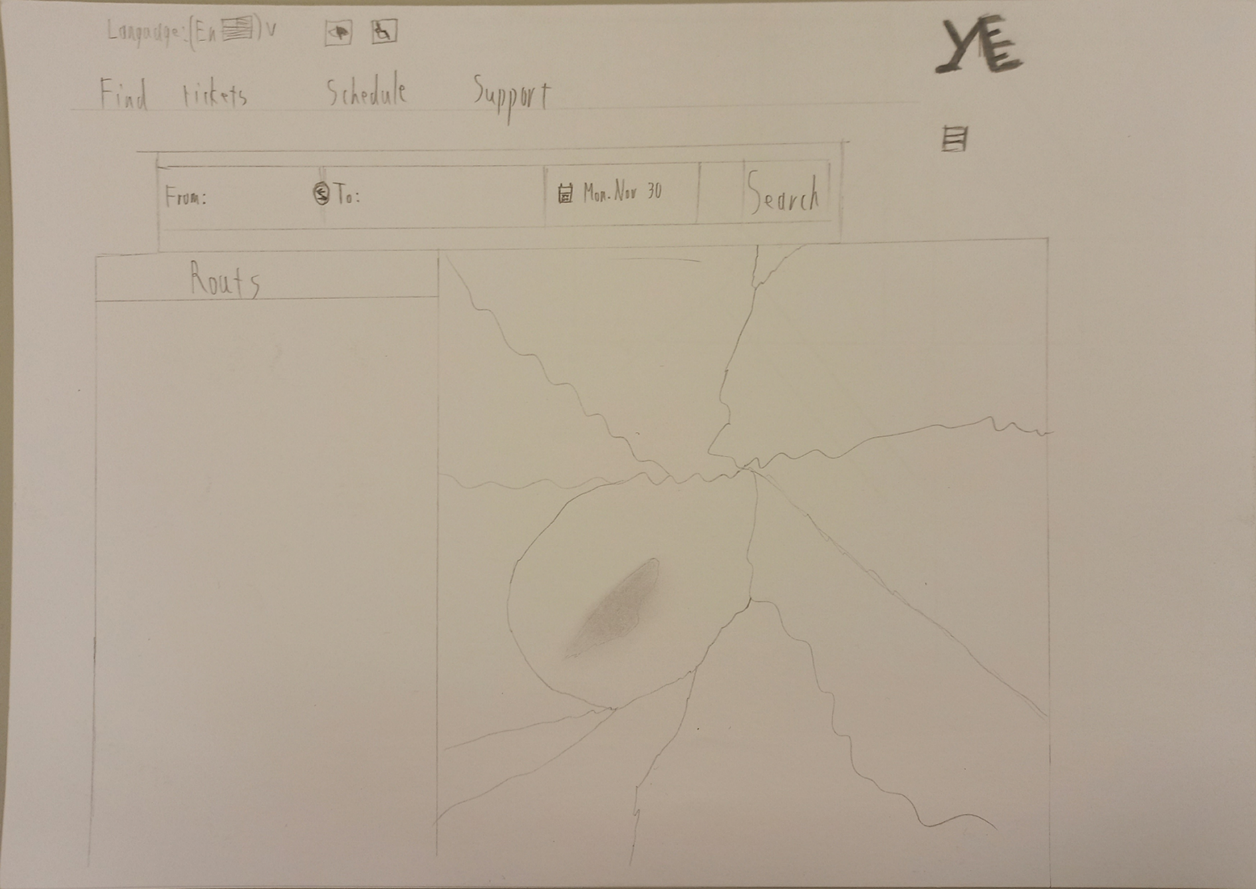 Language: (En) v
YE
Find tickets Schedule Support
From: To: Mon. Nov 30 Search
Routs